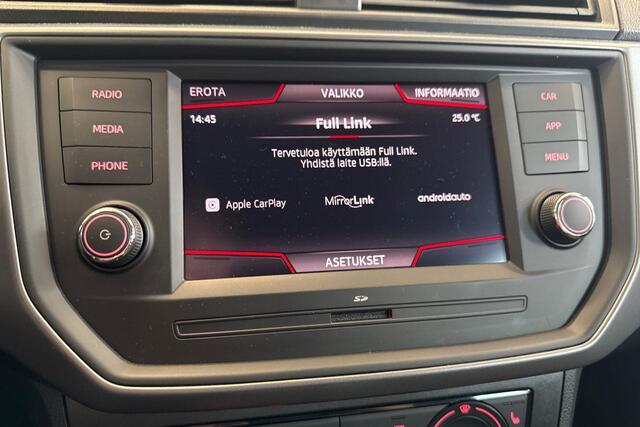 EROTA VALIKKO INFORMAATIO
RADIO
MEDIA
PHONE
14:45 Full Link 25.0 °C
Tervetuloa käyttämään Full Link.
Yhdistä laite USB:llä.
Apple CarPlay MirrorLink androidauto
ASETUKSET
CAR
APP
MENU
SD